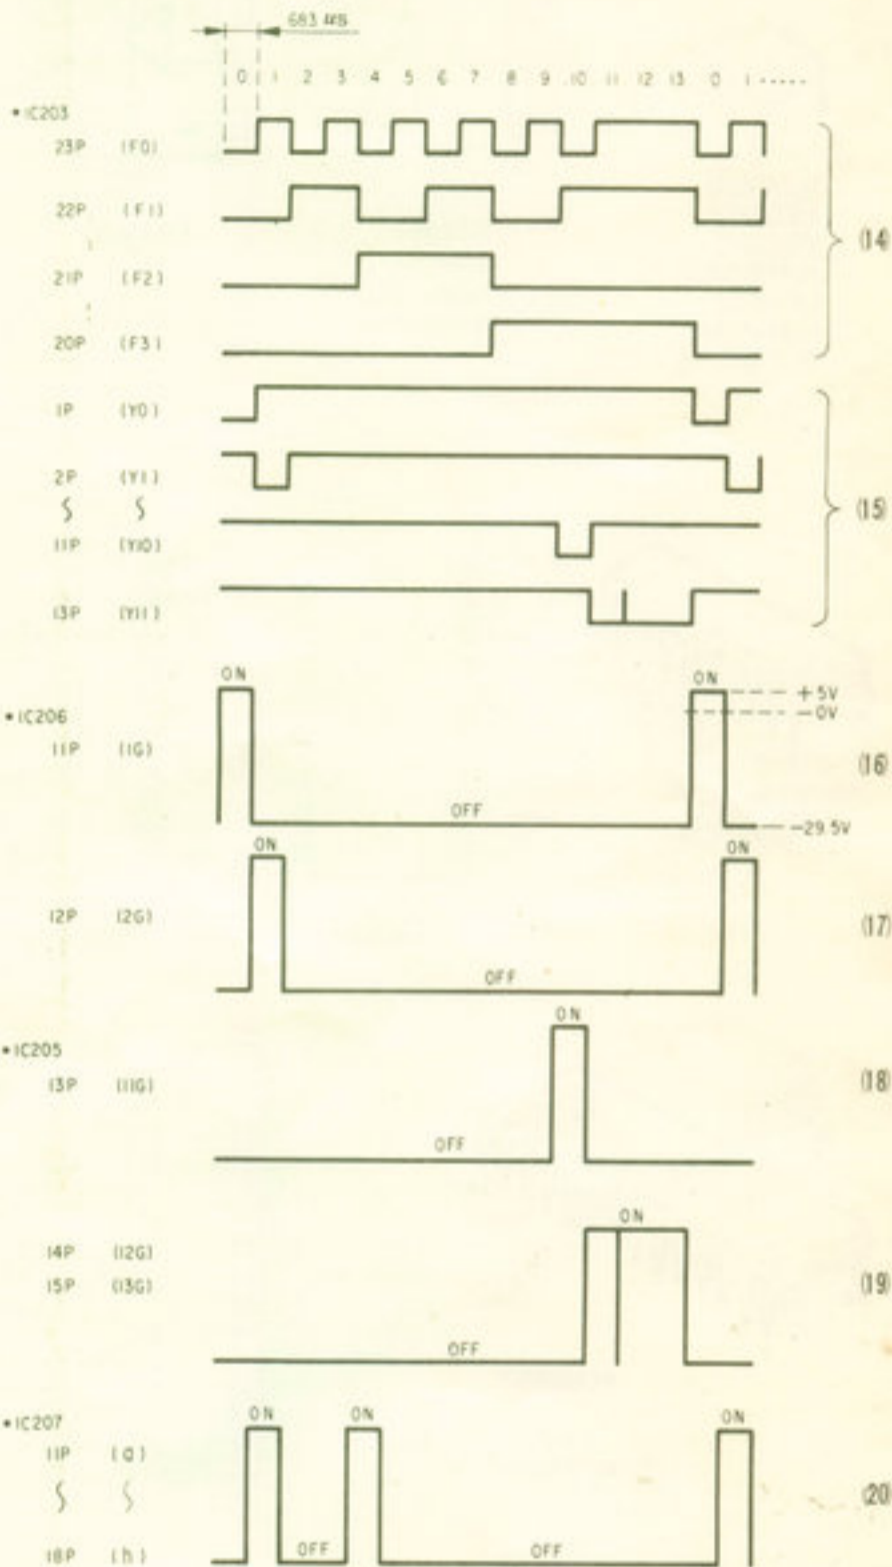 683 µs
0 1 2 3 4 5 6 7 8 9 10 11 12 13 0 1 -----
•IC203
23P (F0)
22P (F1)
21P (F2)
(14)
20P (F3)
1P (Y0)
2P (Y1)
(15)
11P (Y10)
13P (Y11)
ON ON
+5V
•IC206
-0V
11P (1G)
(16)
OFF
-29.5V
ON ON
12P (2G)
(17)
OFF
ON
•IC205
13P (11G)
(18)
OFF
ON
14P (12G)
15P (13G)
(19)
OFF
ON ON ON
•IC207
11P (a)
(20)
OFF OFF
18P (h)